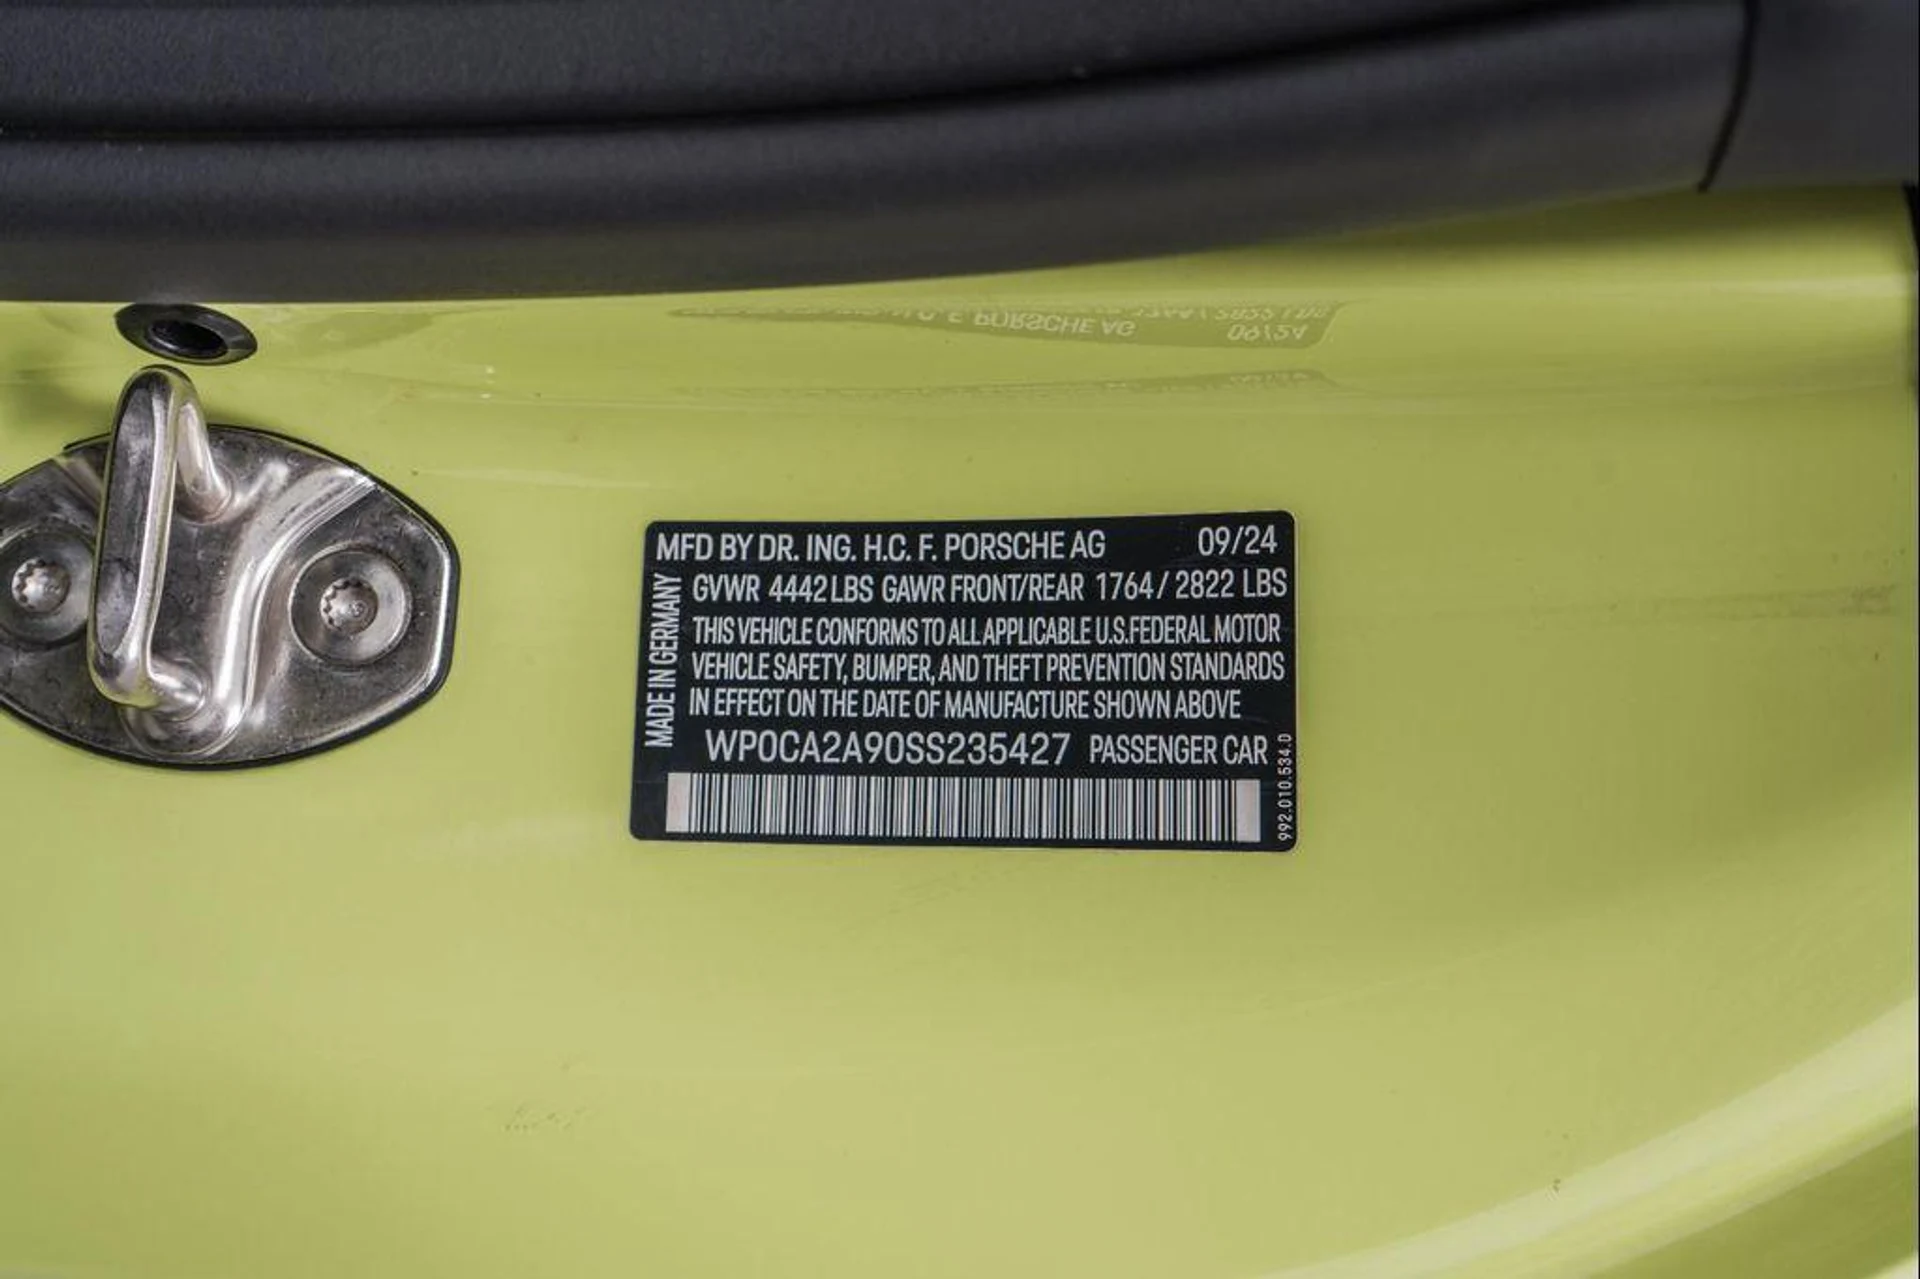 MFD BY DR. ING. H.C. F. PORSCHE AG 09/24
GVWR 4442 LBS GAWR FRONT/REAR 1764 / 2822 LBS
THIS VEHICLE CONFORMS TO ALL APPLICABLE U.S. FEDERAL MOTOR
VEHICLE SAFETY, BUMPER, AND THEFT PREVENTION STANDARDS
IN EFFECT ON THE DATE OF MANUFACTURE SHOWN ABOVE
WP0CA2A90SS235427 PASSENGER CAR
MADE IN GERMANY
992.010.534.0